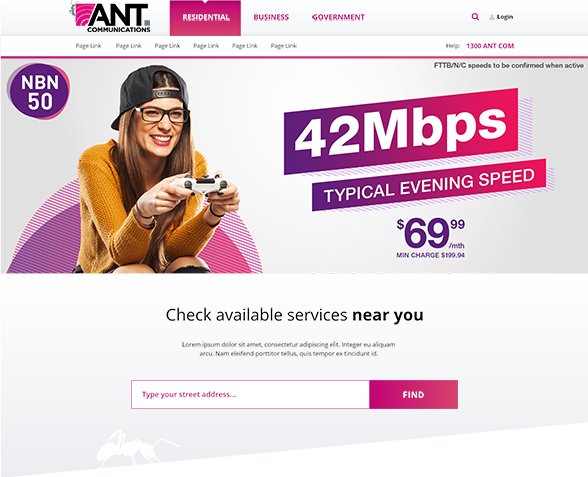 ANT.
COMMUNICATIONS
RESIDENTIAL
BUSINESS
GOVERNMENT
Login
Page Link
Page Link
Page Link
Page Link
Page Link
Page Link
Help: 1300 ANT COM
FTTB/N/C speeds to be confirmed when active
NBN
50
42Mbps
TYPICAL EVENING SPEED
$69.99
/mth
MIN CHARGE $199.94
Check available services near you
Lorem ipsum dolor sit amet, consectetur adipiscing elit. Integer ut aliquam
arcu. Nam eleifend porttitor tellus, quis tempor ex tincidunt id.
Type your street address...
FIND